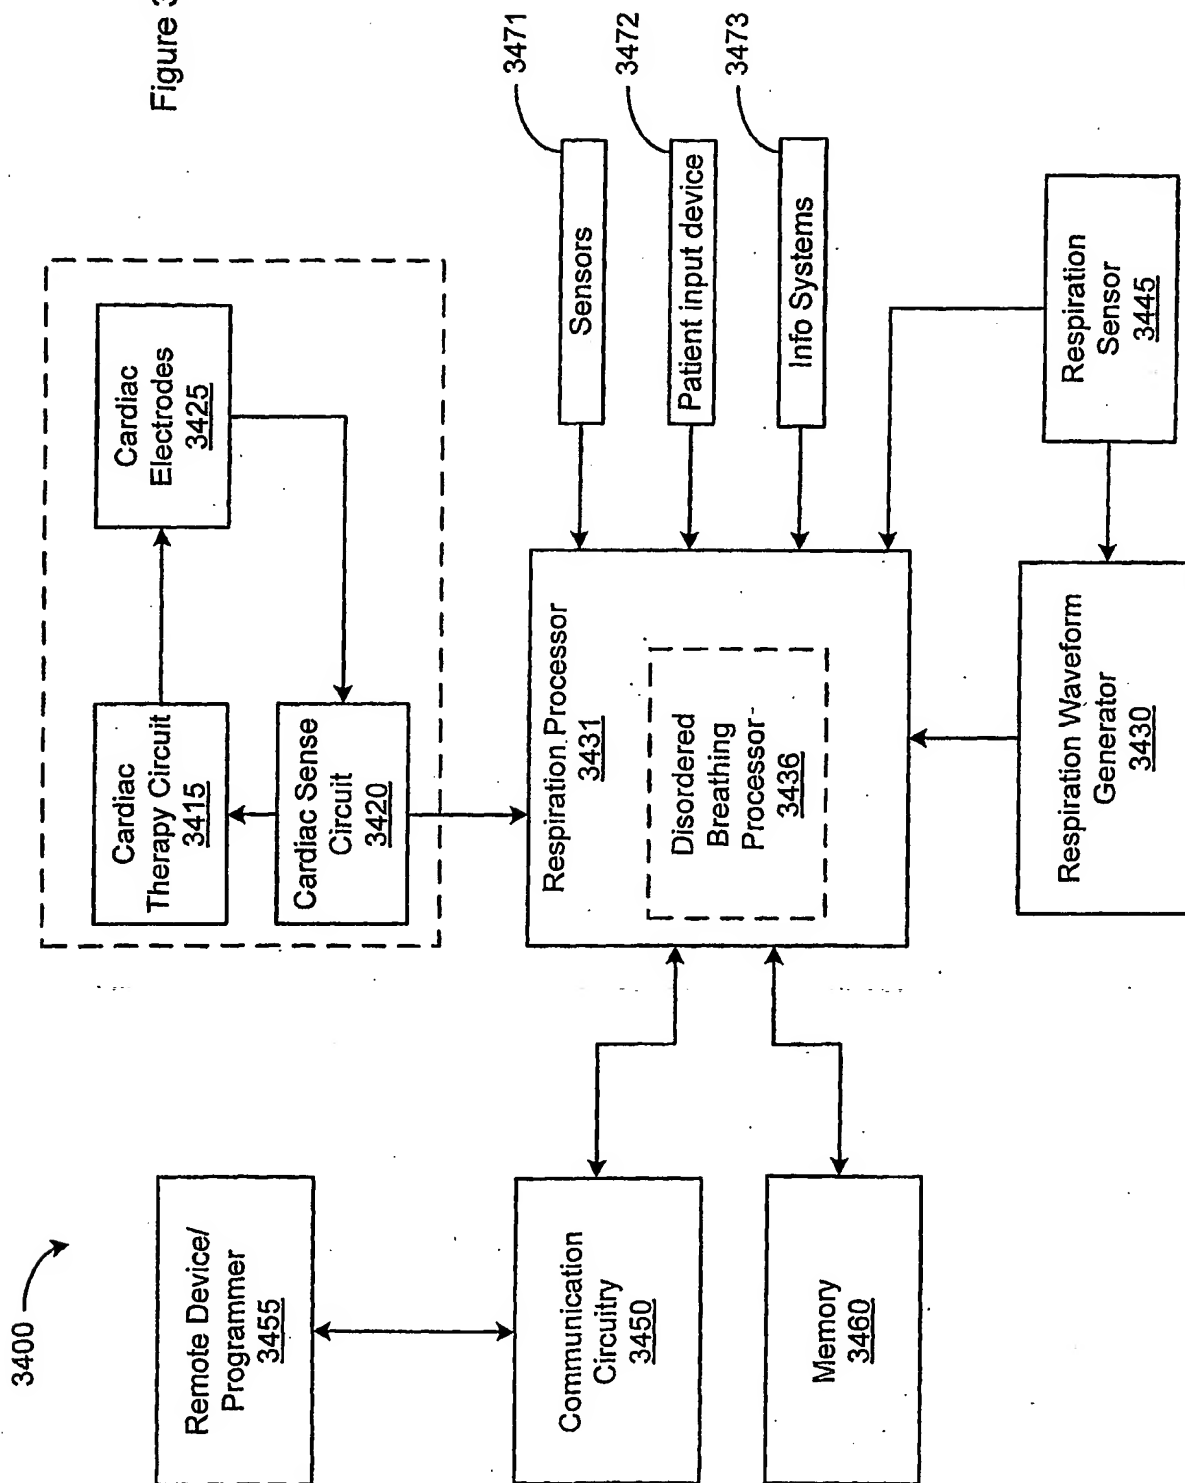 3400
Remote Device/
Programmer
3455
Communication
Circuitry
3450
Memory
3460
Cardiac
Therapy Circuit
3415
Cardiac
Electrodes
3425
Cardiac Sense
Circuit
3420
Respiration Processor
3431
Disordered
Breathing
Processor
3436
Respiration Waveform
Generator
3430
Sensors
3471
Patient input device
3472
Info Systems
3473
Respiration
Sensor
3445
Figure 3